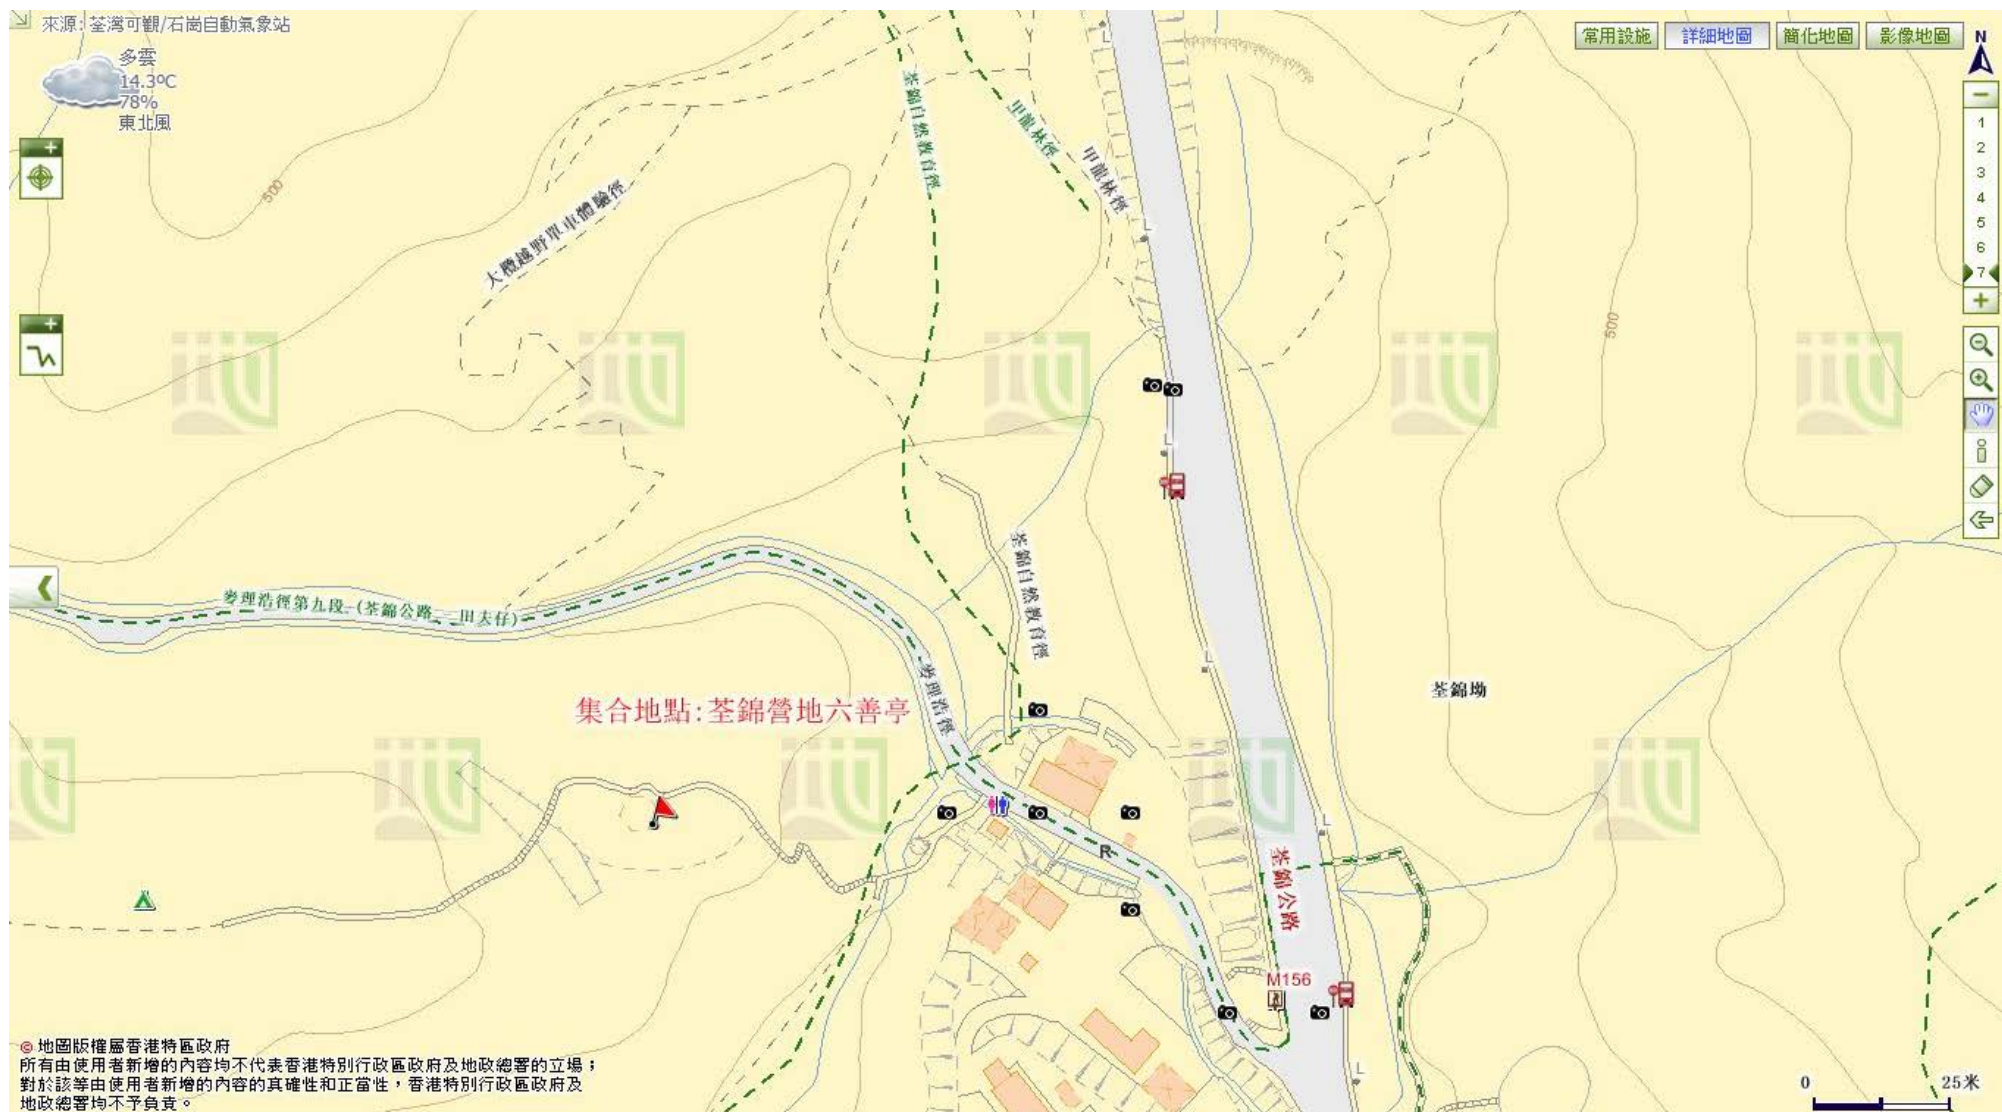 來源: 荃灣可觀/石崗自動氣象站
多雲
14.3ºC
78%
東北風
常用設施
詳細地圖
簡化地圖
影像地圖
N
1
2
3
4
5
6
7
500
大欖越野單車體驗徑
荃錦自然教育徑
甲龍林徑
甲龍林徑
L
L
L
500
荃錦自然教育徑
麥理浩徑第九段 (荃錦公路 — 田夫仔)
麥理浩徑
L
荃錦坳
集合地點: 荃錦營地六善亭
R
L
荃錦公路
M156
L
© 地圖版權屬香港特區政府
所有由使用者新增的內容均不代表香港特別行政區政府及地政總署的立場；
對於該等由使用者新增的內容的真確性和正當性，香港特別行政區政府及
地政總署均不予負責。
0
25米